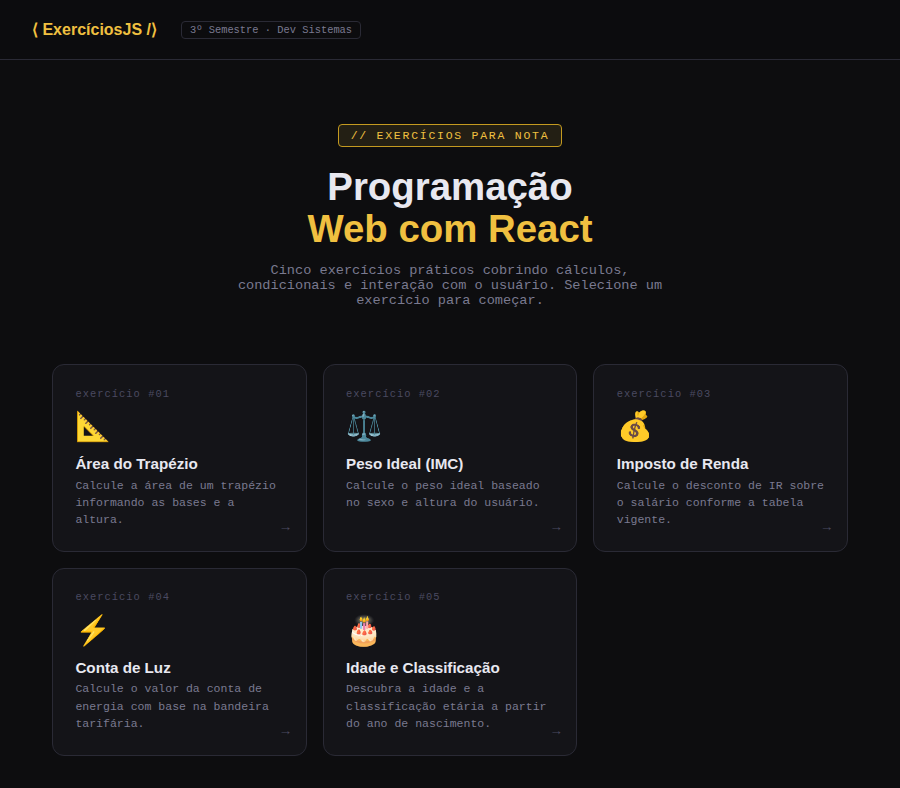 ⟨ ExercíciosJS /⟩
3º Semestre · Dev Sistemas
// EXERCÍCIOS PARA NOTA
Programação
Web com React
Cinco exercícios práticos cobrindo cálculos,
condicionais e interação com o usuário. Selecione um
exercício para começar.
exercício #01
Área do Trapézio
Calcule a área de um trapézio
informando as bases e a
altura.
→
exercício #02
Peso Ideal (IMC)
Calcule o peso ideal baseado
no sexo e altura do usuário.
→
exercício #03
Imposto de Renda
Calcule o desconto de IR sobre
o salário conforme a tabela
vigente.
→
exercício #04
Conta de Luz
Calcule o valor da conta de
energia com base na bandeira
tarifária.
→
exercício #05
Idade e Classificação
Descubra a idade e a
classificação etária a partir
do ano de nascimento.
→